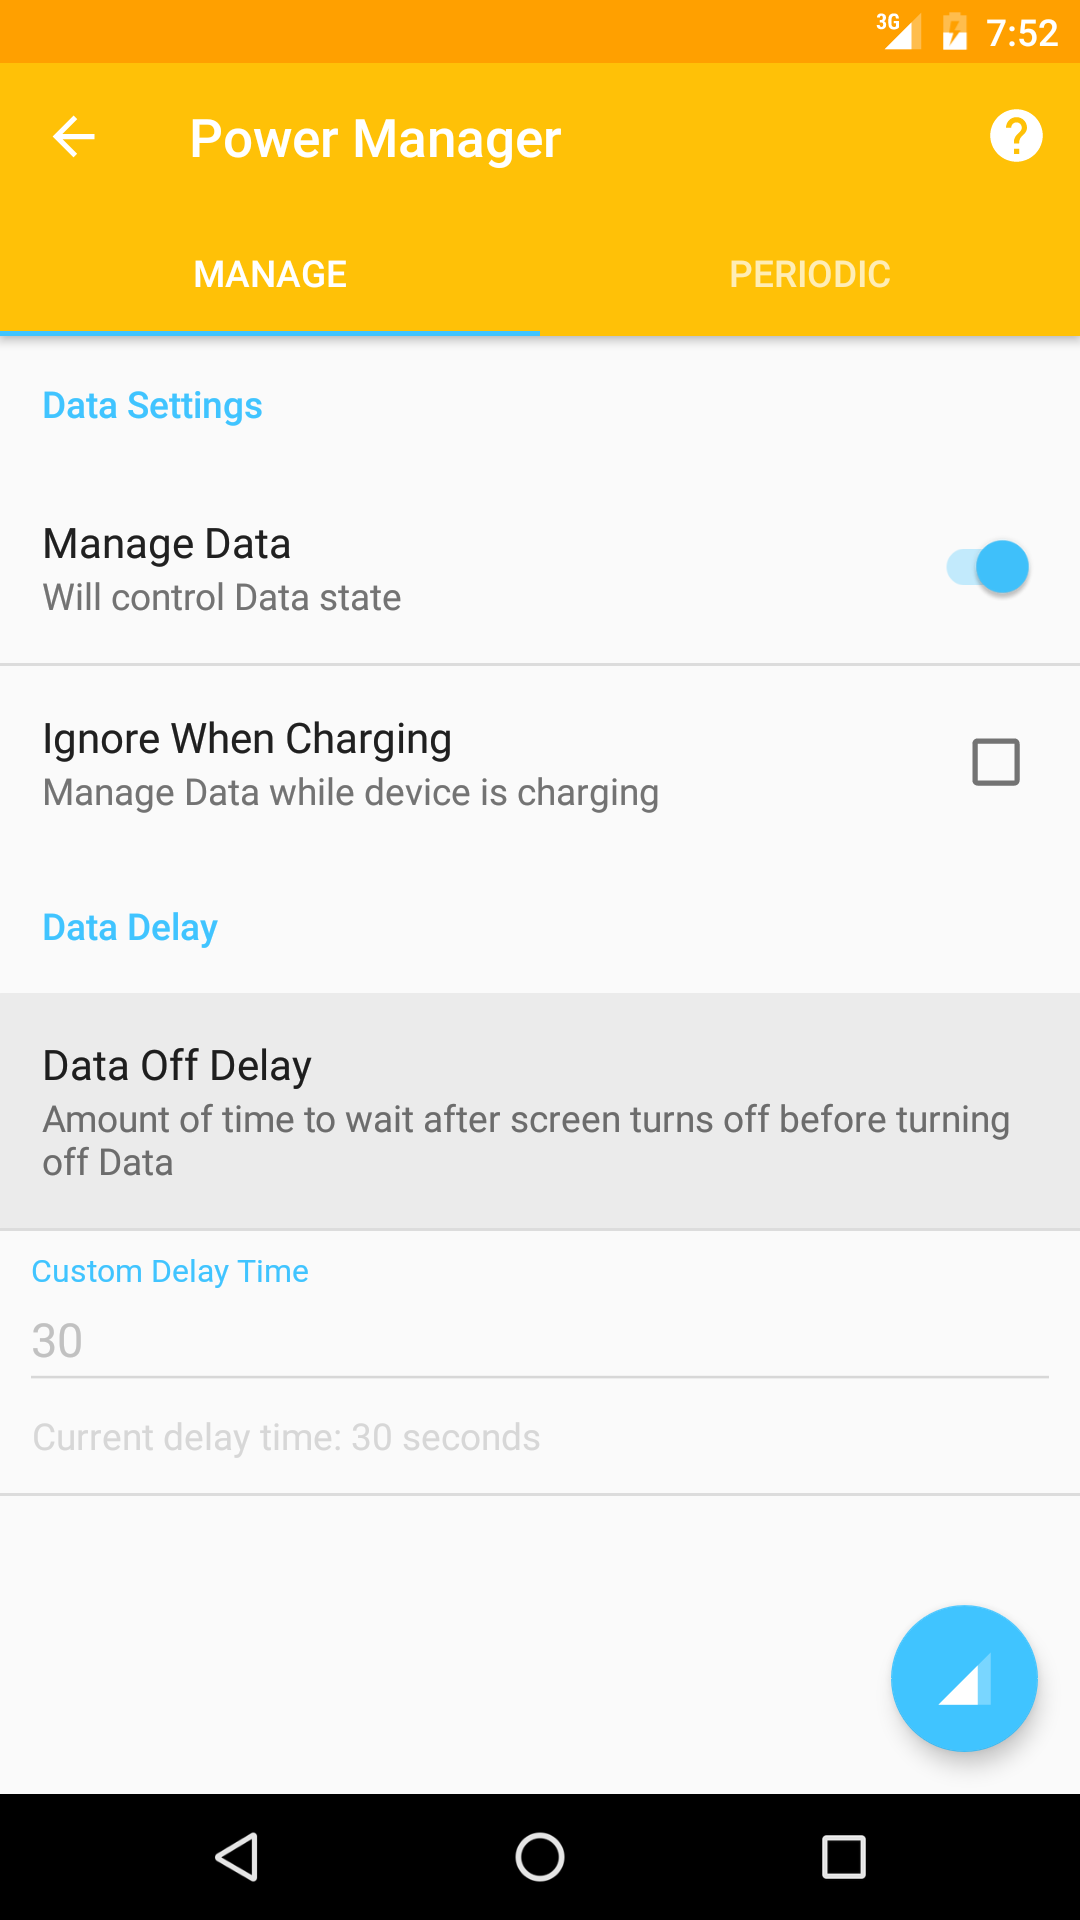 3G 7:52
Power Manager
MANAGE PERIODIC
Data Settings
Manage Data
Will control Data state
Ignore When Charging
Manage Data while device is charging
Data Delay
Data Off Delay
Amount of time to wait after screen turns off before turning
off Data
Custom Delay Time
30
Current delay time: 30 seconds